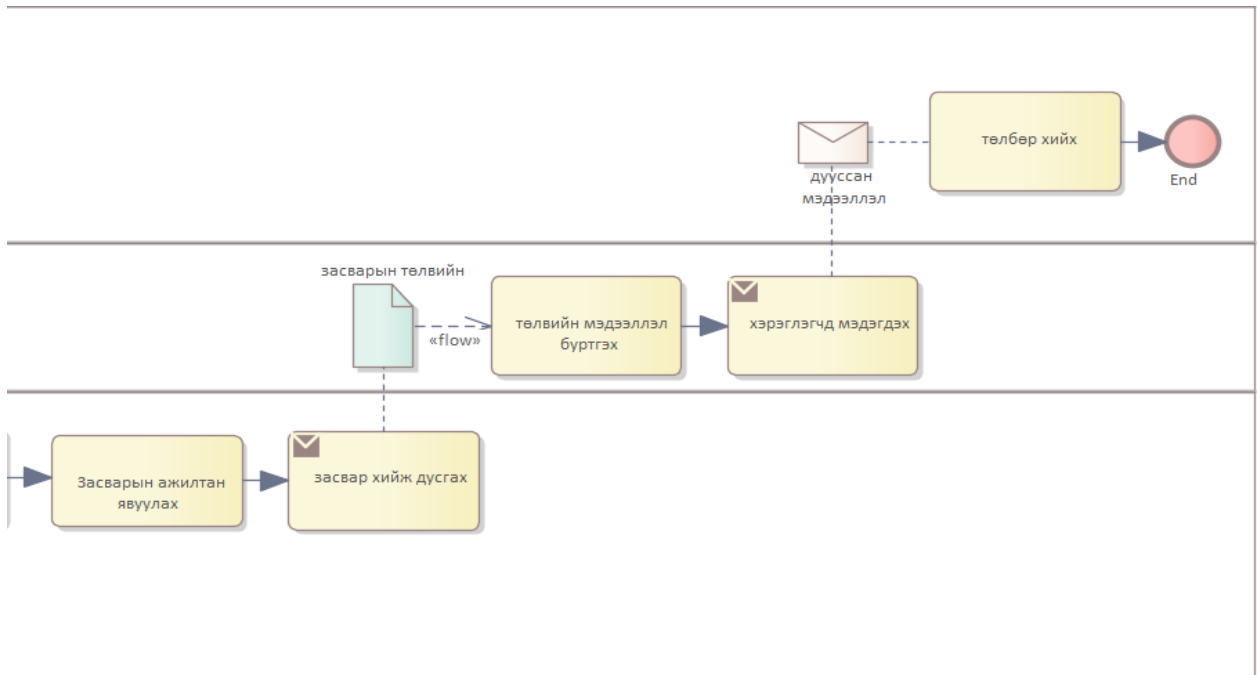 төлбөр хийх
дууссан
мэдээллэл
End
засварын төлвийн
«flow»
төлвийн мэдээллэл
бүртгэх
хэрэглэгчд мэдэгдэх
Засварын ажилтан
явуулах
засвар хийж дусгах